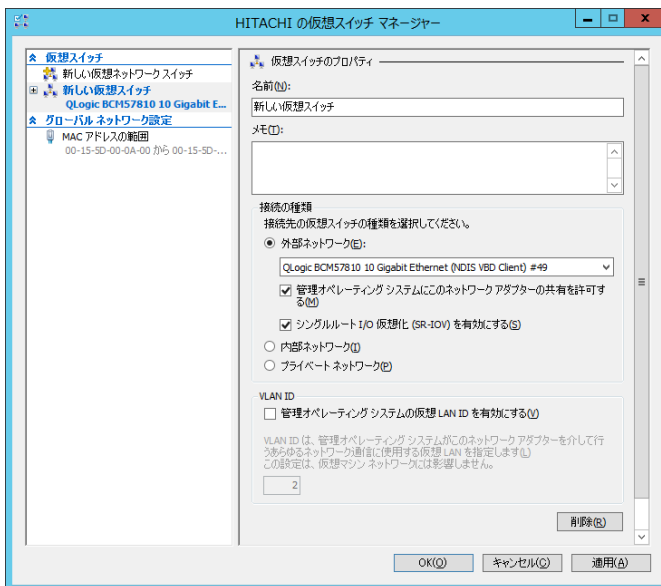 HITACHI の仮想スイッチ マネージャー
仮想スイッチ
新しい仮想ネットワーク スイッチ
新しい仮想スイッチ
QLogic BCM57810 10 Gigabit E...
グローバル ネットワーク設定
MAC アドレスの範囲
00-15-5D-00-0A-00 から 00-15-5D-...
仮想スイッチのプロパティ
名前(N):
新しい仮想スイッチ
メモ(T):
接続の種類
接続先の仮想スイッチの種類を選択してください。
外部ネットワーク(E):
QLogic BCM57810 10 Gigabit Ethernet (NDIS VBD Client) #49
管理オペレーティング システムにこのネットワーク アダプターの共有を許可す
る(M)
シングルルート I/O 仮想化 (SR-IOV) を有効にする(S)
内部ネットワーク(I)
プライベート ネットワーク(P)
VLAN ID
管理オペレーティング システムの仮想 LAN ID を有効にする(V)
VLAN ID は、管理オペレーティング システムがこのネットワーク アダプターを介して行
うあらゆるネットワーク通信に使用する仮想 LAN を指定します(L)
この設定は、仮想マシン ネットワークには影響しません。
2
削除(R)
OK(O)
キャンセル(C)
適用(A)